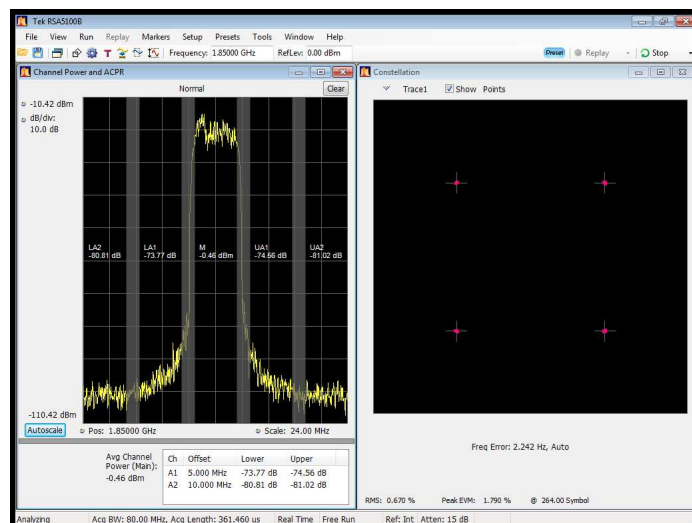 Tek RSA5100B
File View Run Replay Markers Setup Presets Tools Window Help
T Frequency: 1.85000 GHz RefLev: 0.00 dBm Preset Replay Stop
Channel Power and ACPR
Normal
Clear
-10.42 dBm
dB/div:
10.0 dB
LA2 LA1 M UA1 UA2
-80.81 dB -73.77 dB -0.46 dBm -74.56 dB -81.02 dB
-110.42 dBm
Autoscale Pos: 1.85000 GHz Scale: 24.00 MHz
Avg Channel
Power (Main):
-0.46 dBm
Ch Offset Lower Upper
A1 5.000 MHz -73.77 dB -74.56 dB
A2 10.000 MHz -80.81 dB -81.02 dB
Constellation
Trace1 Show Points
Freq Error: 2.242 Hz, Auto
RMS: 0.670 % Peak EVM: 1.790 % @ 264.00 Symbol
Analyzing Acq BW: 80.00 MHz, Acq Length: 361.460 us Real Time Free Run Ref: Int Atten: 15 dB